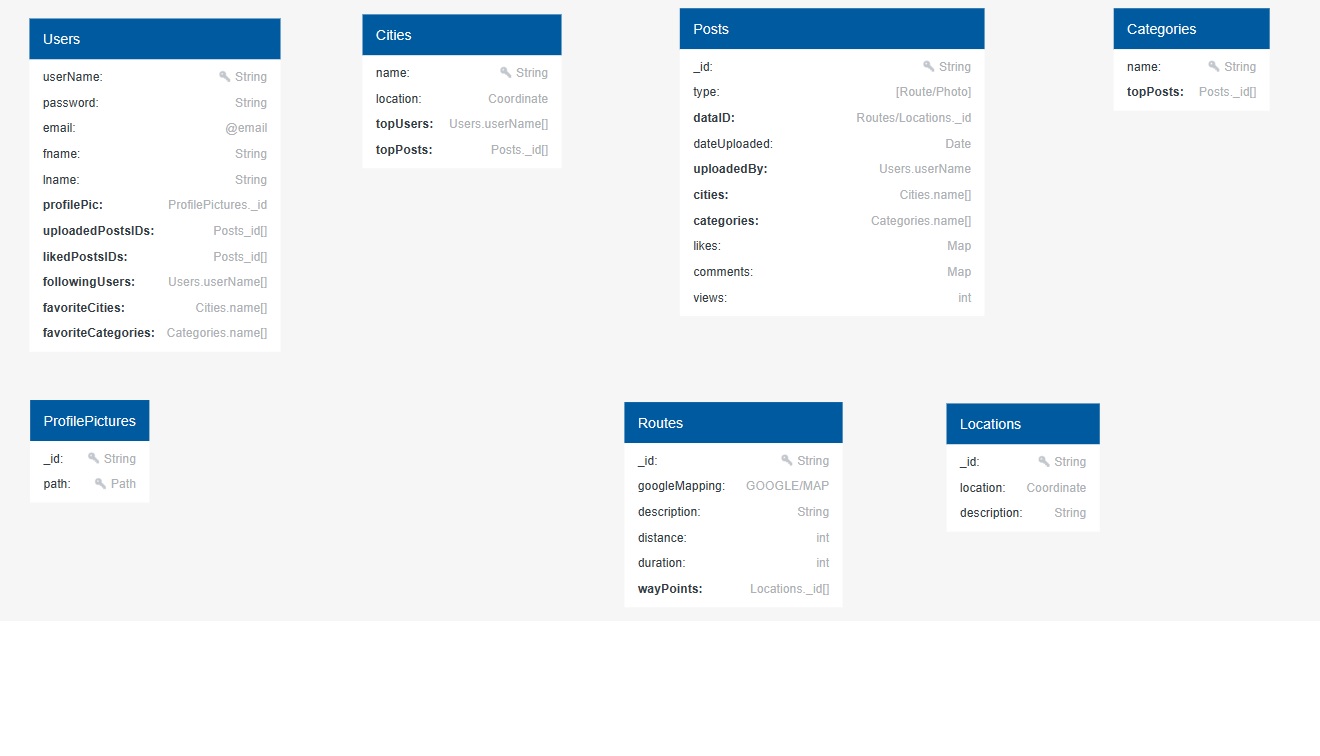 Users
userName: String
password: String
email: @email
fname: String
lname: String
profilePic: ProfilePictures._id
uploadedPostsIDs: Posts_id[]
likedPostsIDs: Posts_id[]
followingUsers: Users.userName[]
favoriteCities: Cities.name[]
favoriteCategories: Categories.name[]
Cities
name: String
location: Coordinate
topUsers: Users.userName[]
topPosts: Posts._id[]
Posts
_id: String
type: [Route/Photo]
dataID: Routes/Locations._id
dateUploaded: Date
uploadedBy: Users.userName
cities: Cities.name[]
categories: Categories.name[]
likes: Map
comments: Map
views: int
Categories
name: String
topPosts: Posts._id[]
ProfilePictures
_id: String
path: Path
Routes
_id: String
googleMapping: GOOGLE/MAP
description: String
distance: int
duration: int
wayPoints: Locations._id[]
Locations
_id: String
location: Coordinate
description: String